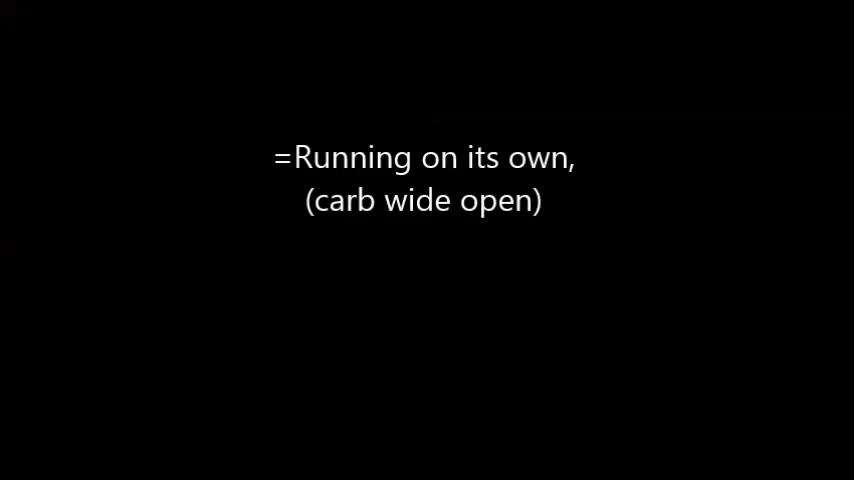 =Running on its own,
(carb wide open)